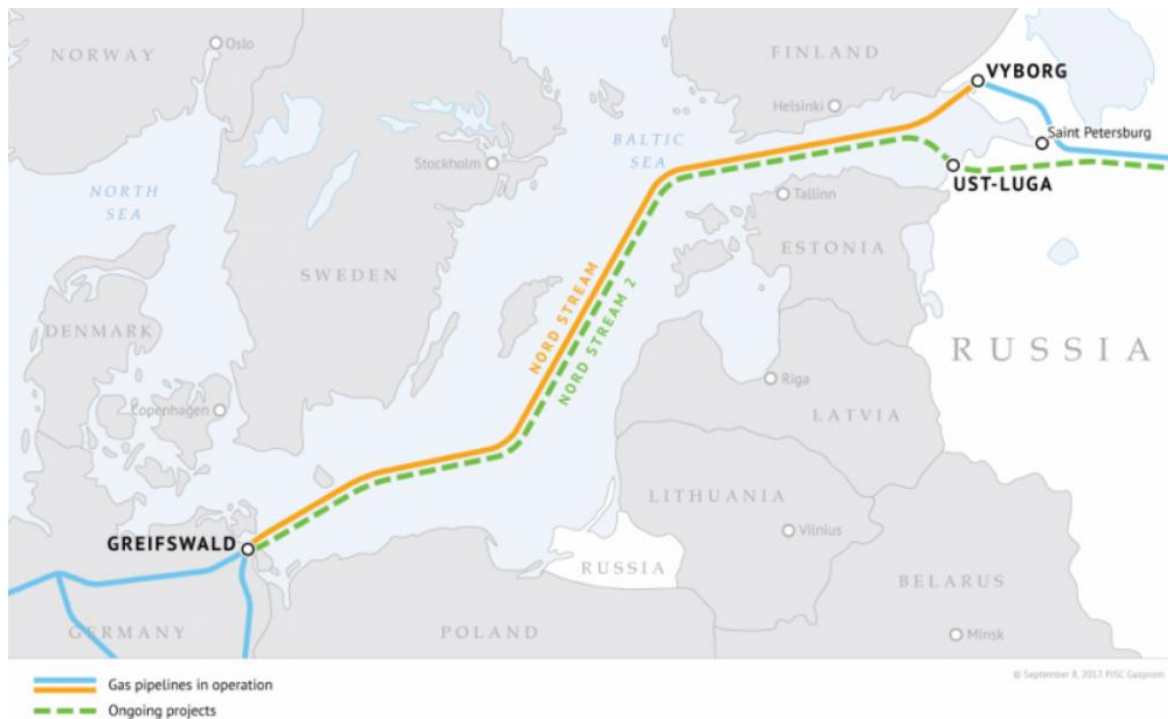 NORWAY
Oslo
FINLAND
VYBORG
Helsinki
Saint Petersburg
BALTIC
SEA
Stockholm
UST-LUGA
NORTH
SEA
Tallinn
ESTONIA
SWEDEN
NORD STREAM
NORD STREAM 2
DENMARK
RUSSIA
Riga
Copenhagen
LATVIA
LITHUANIA
Vilnius
GREIFSWALD
RUSSIA
BELARUS
GERMANY
POLAND
Minsk
© September 8, 2017. PJSC Gazprom
Gas pipelines in operation
Ongoing projects